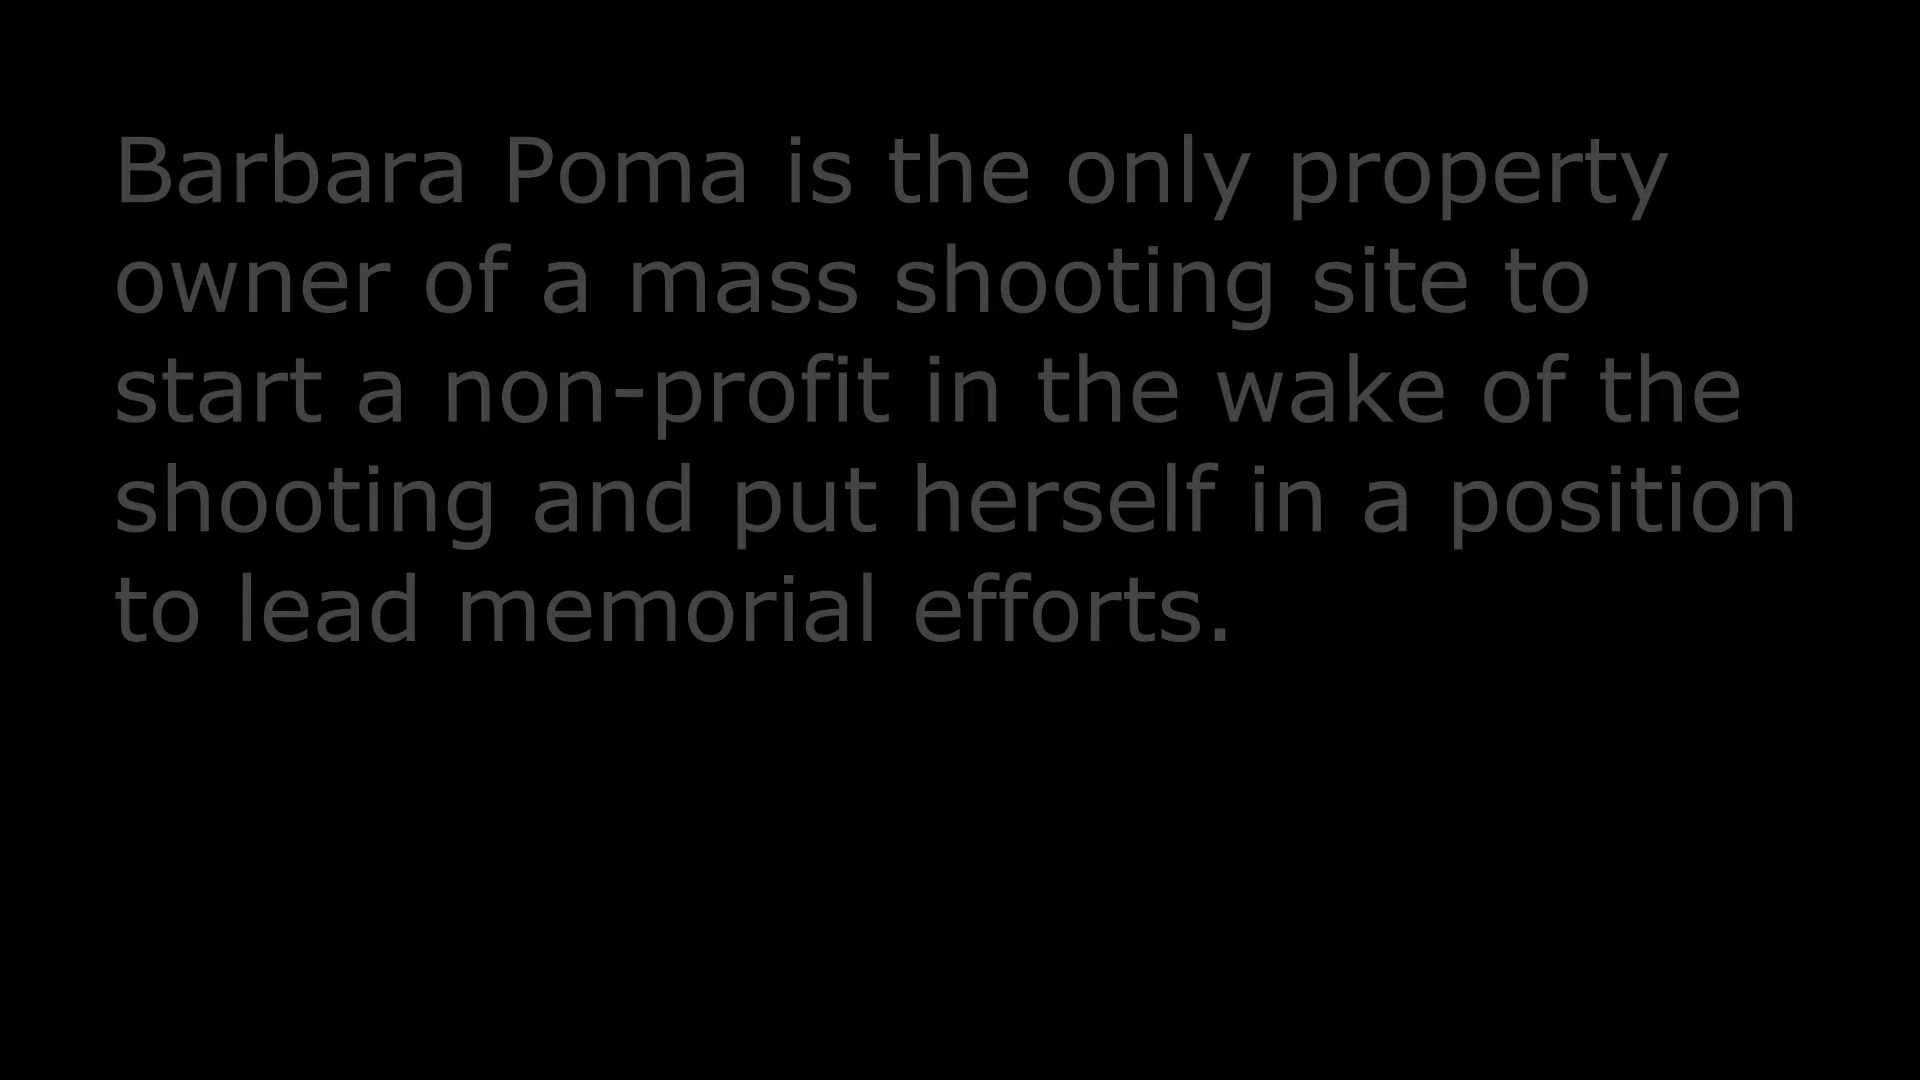 Barbara Poma is the only property
owner of a mass shooting site to
start a non-profit in the wake of the
shooting and put herself in a position
to lead memorial efforts.